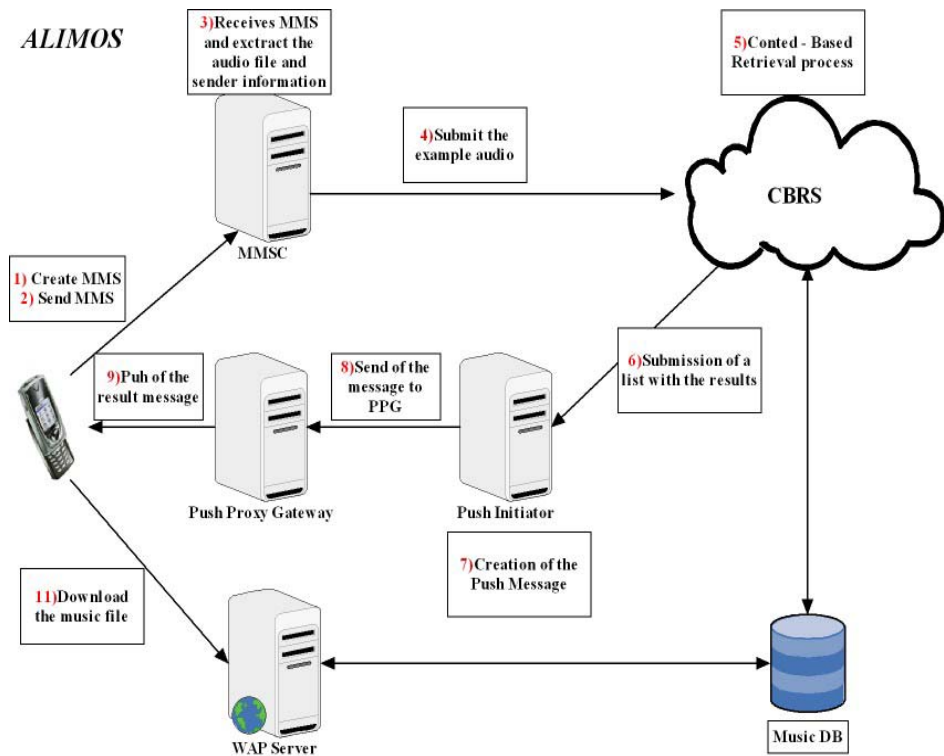 ALIMOS
3)Receives MMS
and exctract the
audio file and
sender information
5)Conted - Based
Retrieval process
4)Submit the
example audio
CBRS
MMSC
1) Create MMS
2) Send MMS
9)Puh of the
result message
8)Send of the
message to
PPG
6)Submission of a
list with the results
Push Proxy Gateway
Push Initiator
7)Creation of the
Push Message
11)Download
the music file
WAP Server
Music DB